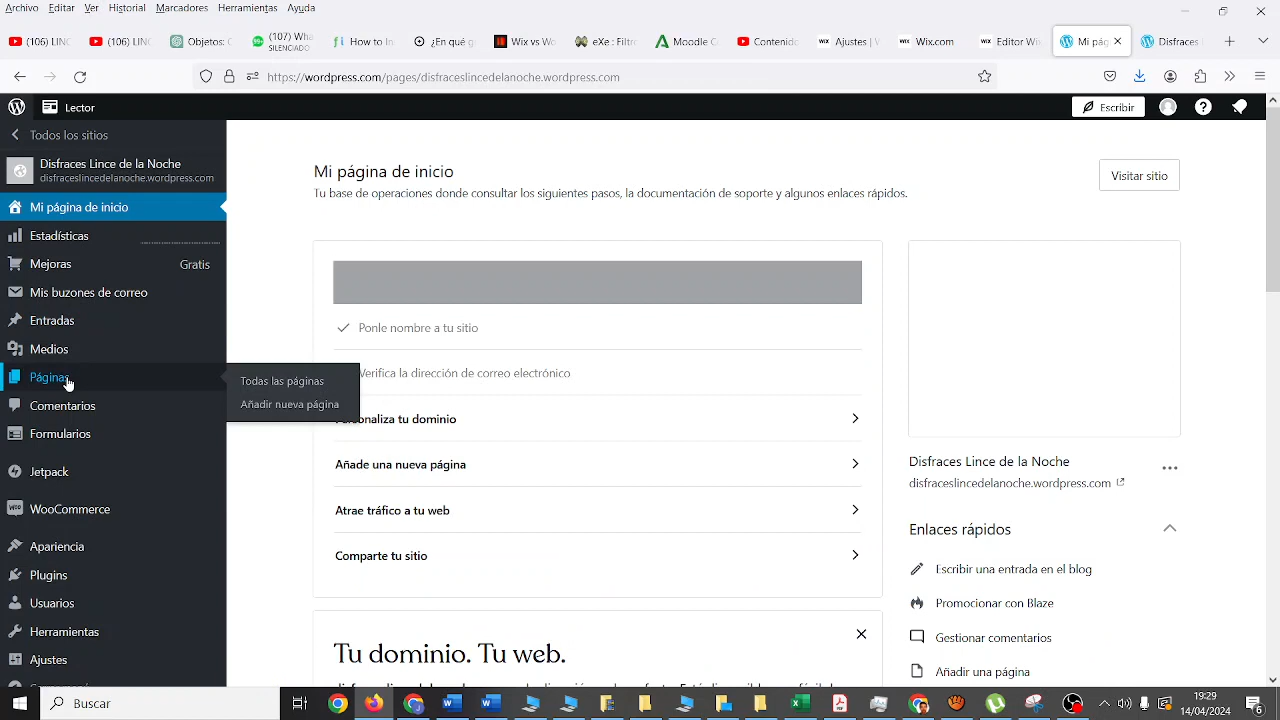 Archivo Editar Ver Historial Marcadores Herramientas Ayuda
(106) LINC
(106) LINC
Objetos: C
(107) Wha
SILENCIADO
How to In
¿En qué g
Wix vs Wo
eXe : Filtro
Moodle C
Contenido
Ajustes | V
Wix.com
Editor Wix
Mi pág
Disfraces
https://wordpress.com/pages/disfraceslincedelanoche.wordpress.com
Lector
Escribir
Todos los sitios
Disfraces Lince de la Noche
disfraceslincedelanoche.wordpress.com
Mi página de inicio
Estadísticas
Mejoras Gratis
Mis buzones de correo
Entradas
Medios
Páginas
Todas las páginas
Añadir nueva página
Comentarios
Formularios
Jetpack
WooCommerce
Apariencia
Plugins
Usuarios
Herramientas
Ajustes
Mi página de inicio
Tu base de operaciones donde consultar los siguientes pasos, la documentación de soporte y algunos enlaces rápidos.
Visitar sitio
Ponle nombre a tu sitio
Verifica la dirección de correo electrónico
Personaliza tu dominio
Añade una nueva página
Atrae tráfico a tu web
Comparte tu sitio
Tu dominio. Tu web.
Disfraces Lince de la Noche
disfraceslincedelanoche.wordpress.com
Enlaces rápidos
Escribir una entrada en el blog
Promocionar con Blaze
Gestionar comentarios
Añadir una página
Buscar
19:29
14/04/2024
6